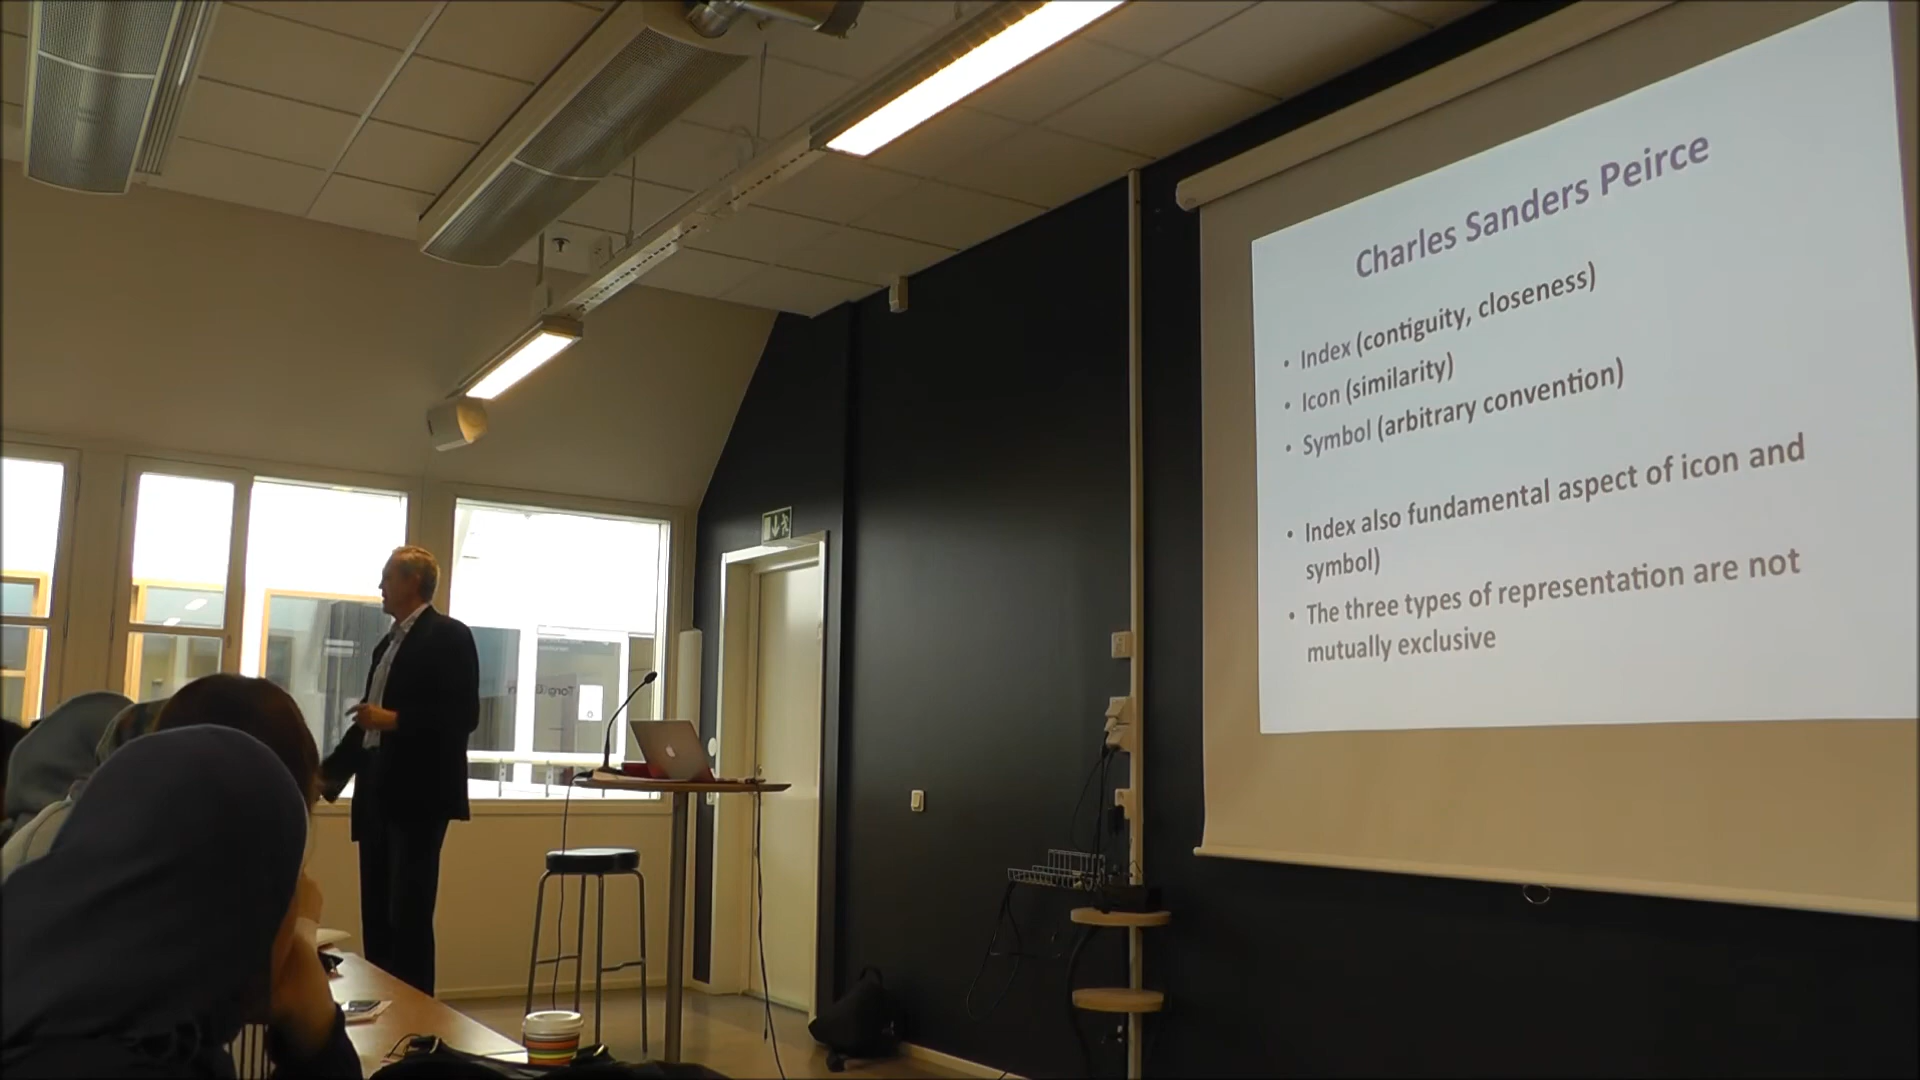 Charles Sanders Peirce
• Index (contiguity, closeness)
• Icon (similarity)
• Symbol (arbitrary convention)
• Index also fundamental aspect of icon and
symbol)
• The three types of representation are not
mutually exclusive